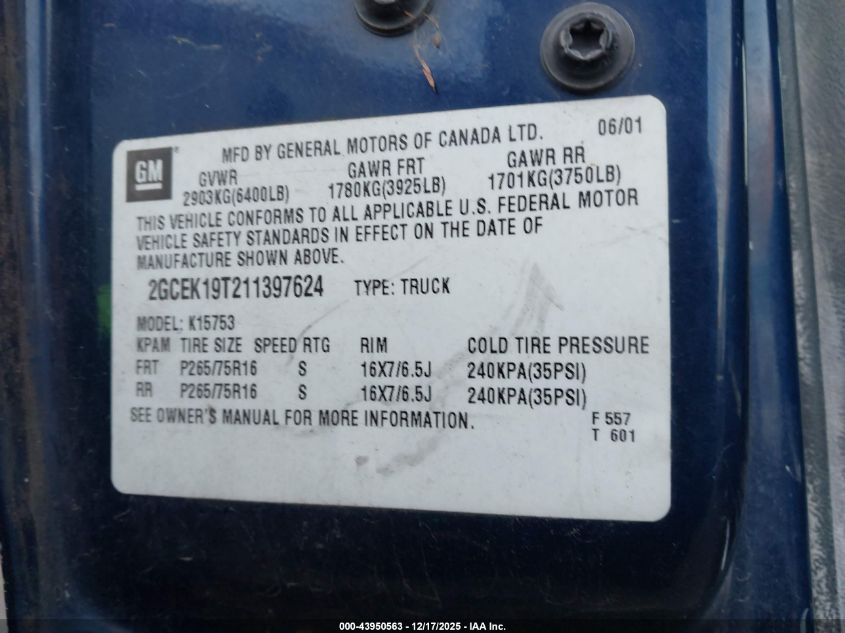 MFD BY GENERAL MOTORS OF CANADA LTD. 06/01
GM
GVWR GAWR FRT GAWR RR
2903KG(6400LB) 1780KG(3925LB) 1701KG(3750LB)
THIS VEHICLE CONFORMS TO ALL APPLICABLE U.S. FEDERAL MOTOR
VEHICLE SAFETY STANDARDS IN EFFECT ON THE DATE OF
MANUFACTURE SHOWN ABOVE.
2GCEK19T211397624 TYPE: TRUCK
MODEL: K15753
KPAM TIRE SIZE SPEED RTG RIM COLD TIRE PRESSURE
FRT P265/75R16 S 16X7/6.5J 240KPA(35PSI)
RR P265/75R16 S 16X7/6.5J 240KPA(35PSI)
SEE OWNER'S MANUAL FOR MORE INFORMATION.
F 557
T 601
000-43950563 - 12/17/2025 - IAA Inc.